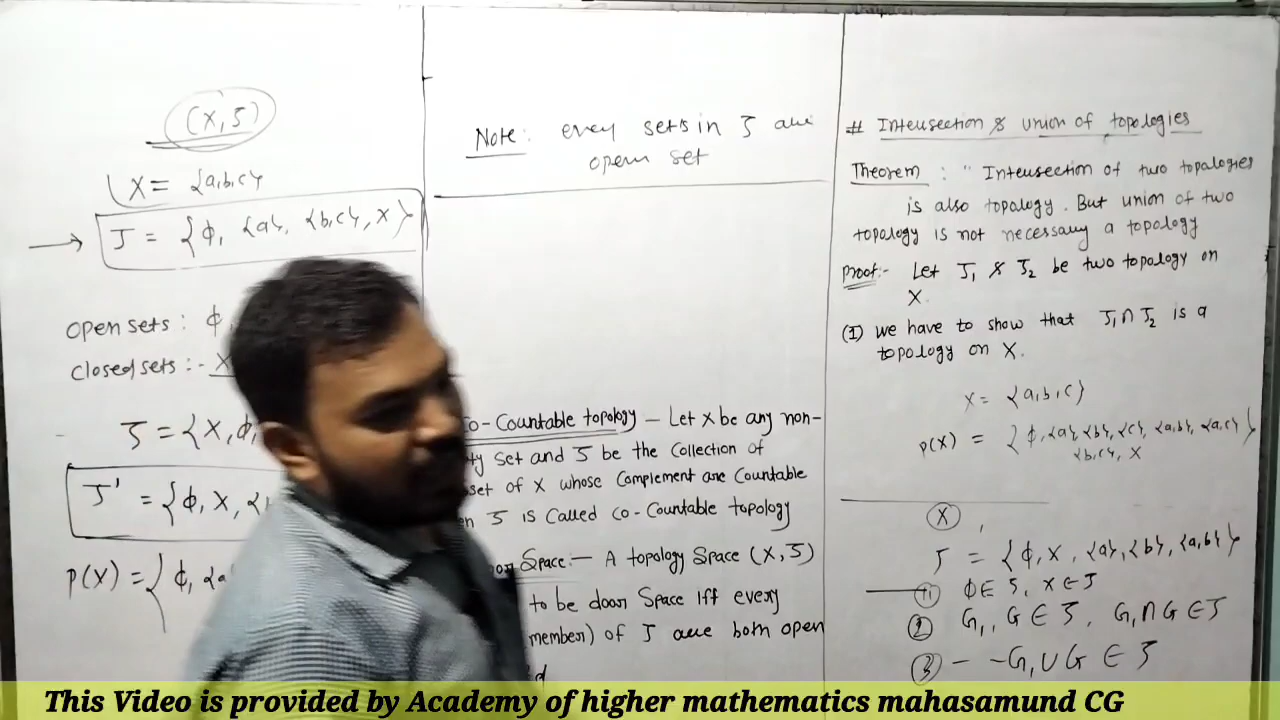 (X, ℑ)
X = {a,b,c}
J = {ϕ, {a}, {b,c}, X}
open sets : ϕ,
closed sets :- X
ℑ = {X, ϕ,
J' = {ϕ, X, {
P(X) = { ϕ, {a
Note: every sets in ℑ are
open set
Co-Countable topology – Let X be any non-
set and ℑ be the Collection of
set of X whose Complement are Countable
ℑ is Called co-Countable topology
Space:– A topology Space (X, ℑ)
to be door Space iff every
member) of J are both open
# Intersection & union of topologies
Theorem : " Intersection of two topalogies
is also topology. But union of two
topology is not necessary a topology
Proof:- Let J₁ & J₂ be two topology on
X.
(I) we have to show that J₁∩J₂ is a
topology on X.
X = {a,b,c}
P(X) = {ϕ, {a}, {b}, {c}, {a,b}, {a,c}
{b,c}, X
X ,
ℑ = {ϕ, X, {a}, {b}, {a,b}}
① ϕ∈ ℑ, X∈J
② G₁, G ∈ ℑ, G₁∩G ∈ℑ
③ – -G₁∪G ∈ ℑ
This Video is provided by Academy of higher mathematics mahasamund CG